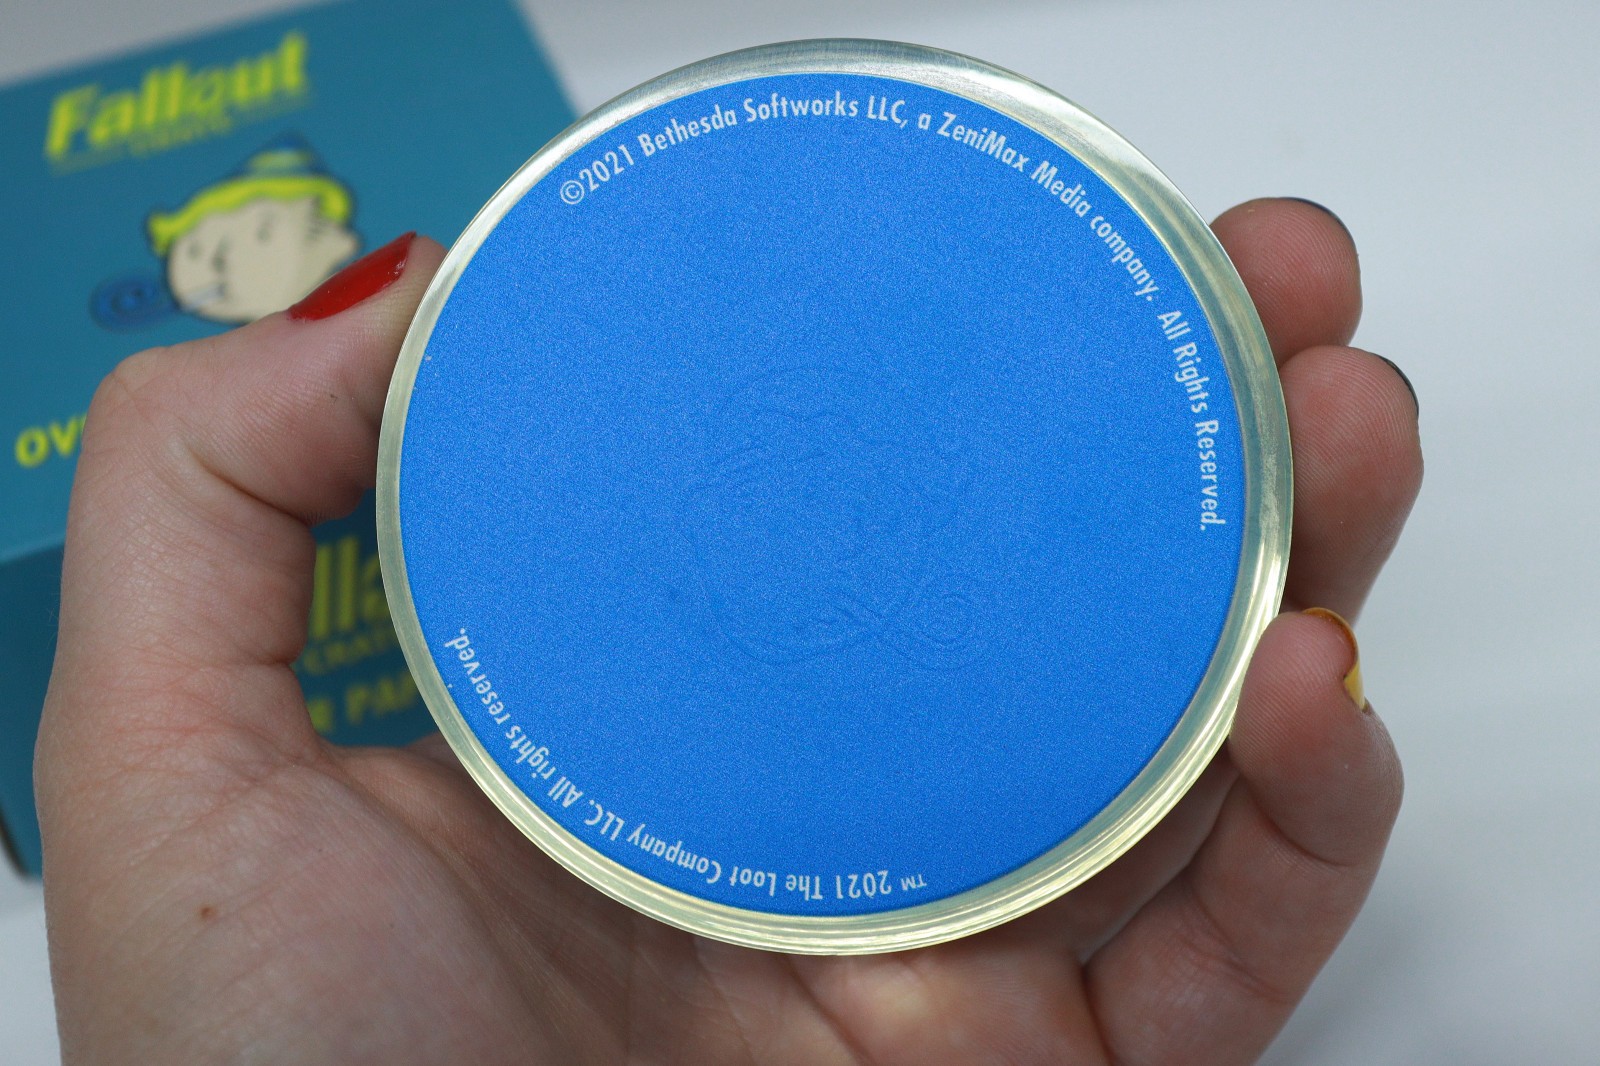 Fallout
©2021 Bethesda Softworks LLC, a ZeniMax Media company. All Rights Reserved.
™ 2021 The Loot Company LLC. All rights reserved.